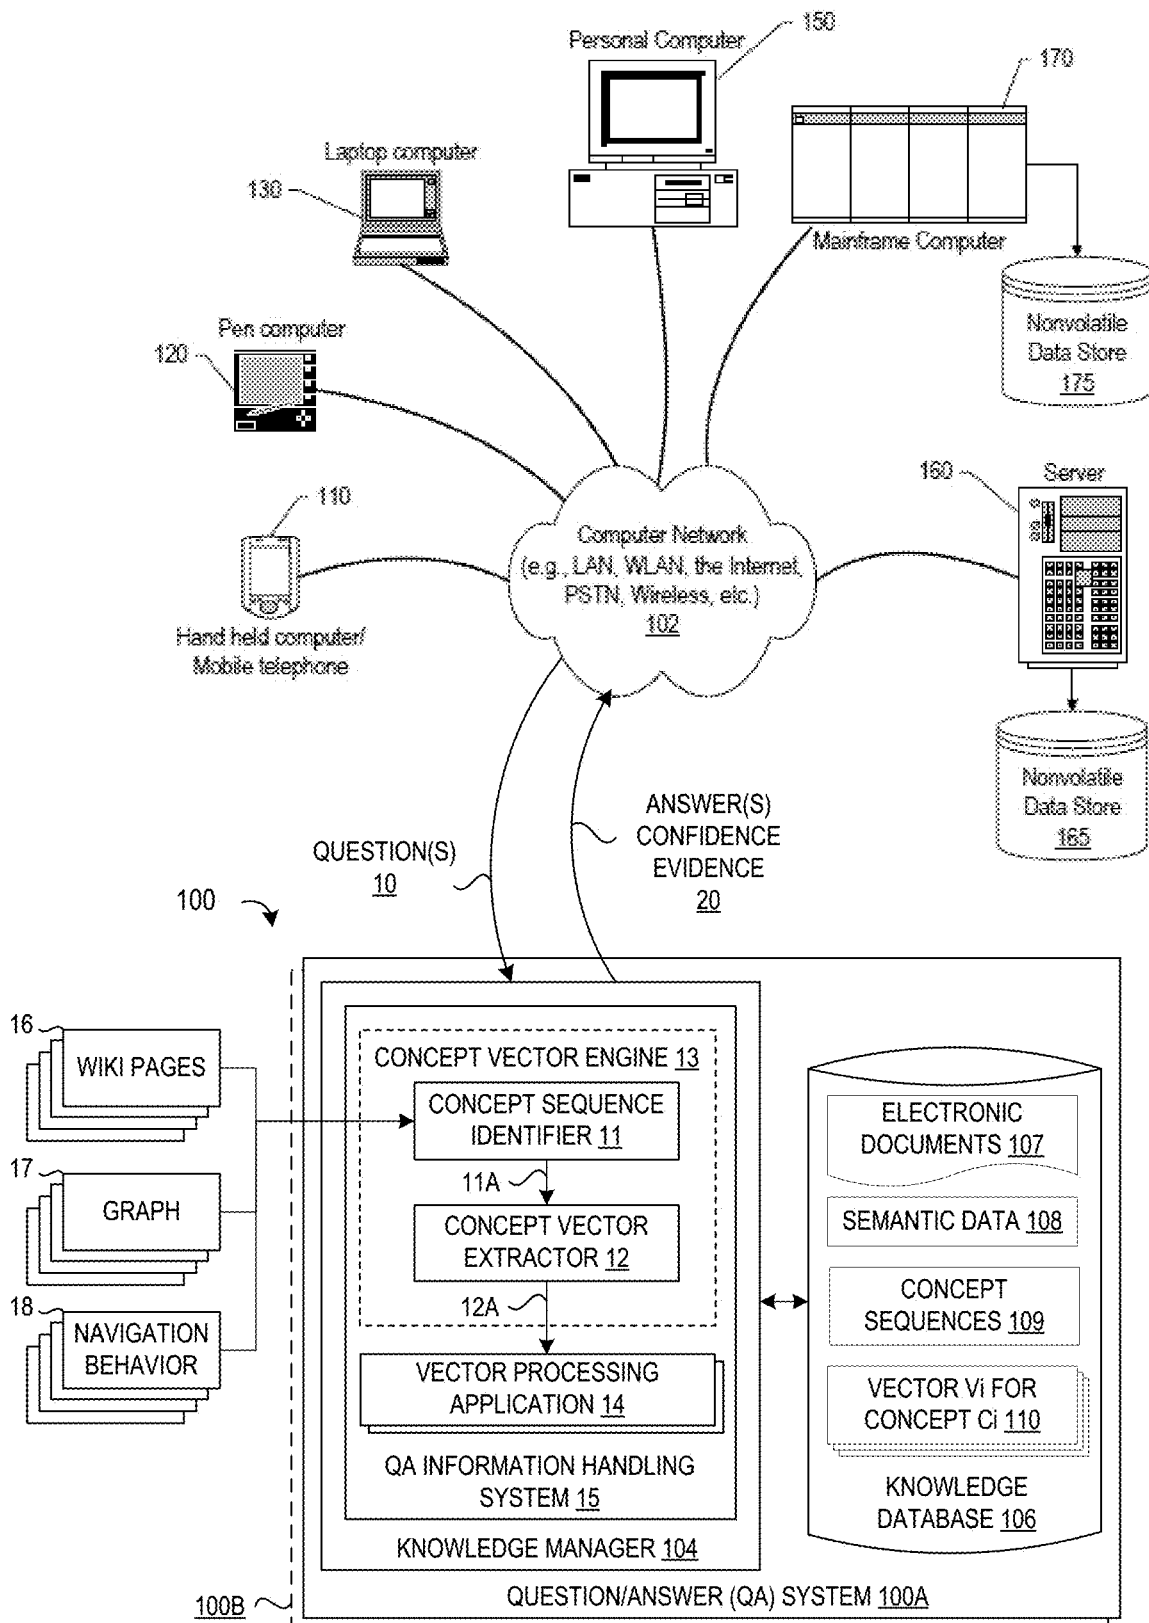 150
Personal Computer
170
Laptop computer
130
Mainframe Computer
Nonvolatile
Data Store
175
Pen computer
120
110
Hand held computer/
Mobile telephone
Computer Network
(e.g., LAN, WLAN, the Internet,
PSTN, Wireless, etc.)
102
160
Server
Nonvolatile
Data Store
165
QUESTION(S)
10
ANSWER(S)
CONFIDENCE
EVIDENCE
20
100
16
WIKI PAGES
17
GRAPH
18
NAVIGATION
BEHAVIOR
CONCEPT VECTOR ENGINE 13
CONCEPT SEQUENCE
IDENTIFIER 11
11A
CONCEPT VECTOR
EXTRACTOR 12
12A
VECTOR PROCESSING
APPLICATION 14
QA INFORMATION HANDLING
SYSTEM 15
KNOWLEDGE MANAGER 104
ELECTRONIC
DOCUMENTS 107
SEMANTIC DATA 108
CONCEPT
SEQUENCES 109
VECTOR Vi FOR
CONCEPT Ci 110
KNOWLEDGE
DATABASE 106
100B
QUESTION/ANSWER (QA) SYSTEM 100A